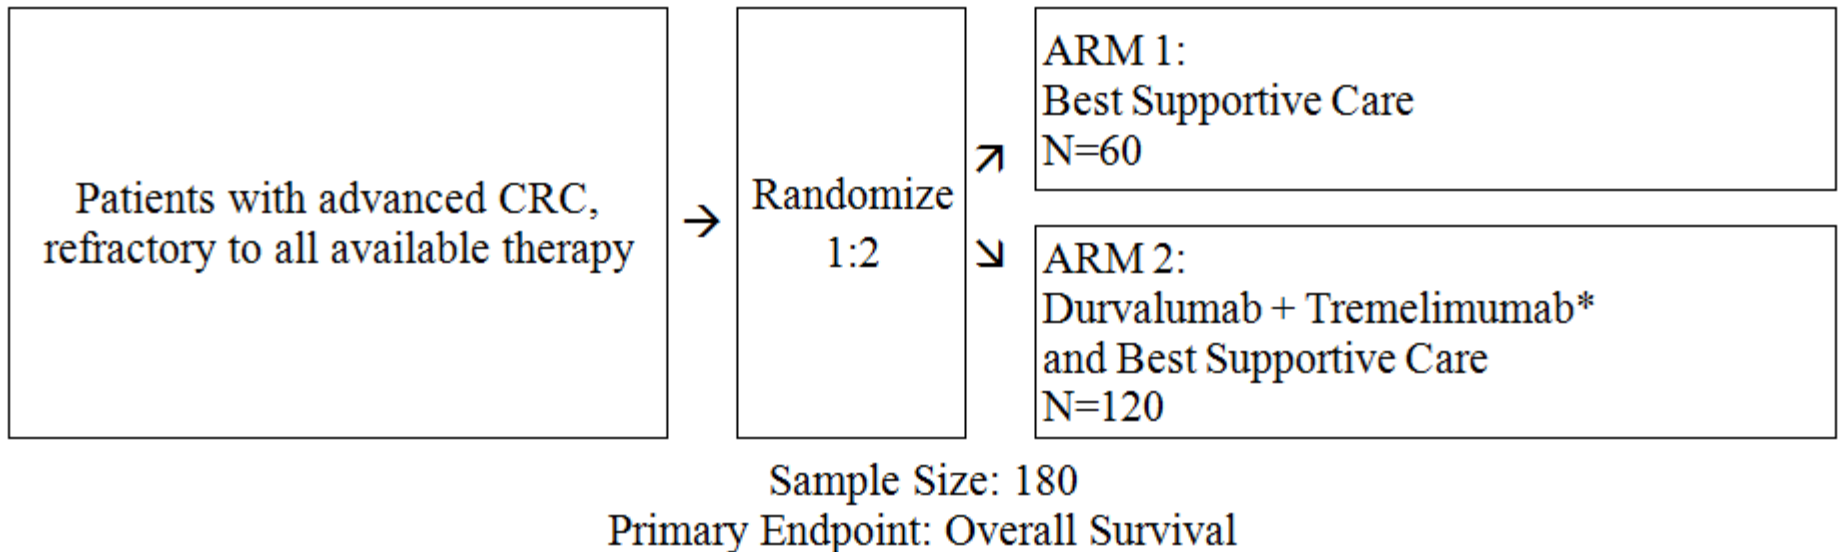 Patients with advanced CRC,
refractory to all available therapy
→
Randomize
1:2
↗
↘
ARM 1:
Best Supportive Care
N=60
ARM 2:
Durvalumab + Tremelimumab*
and Best Supportive Care
N=120
Sample Size: 180
Primary Endpoint: Overall Survival